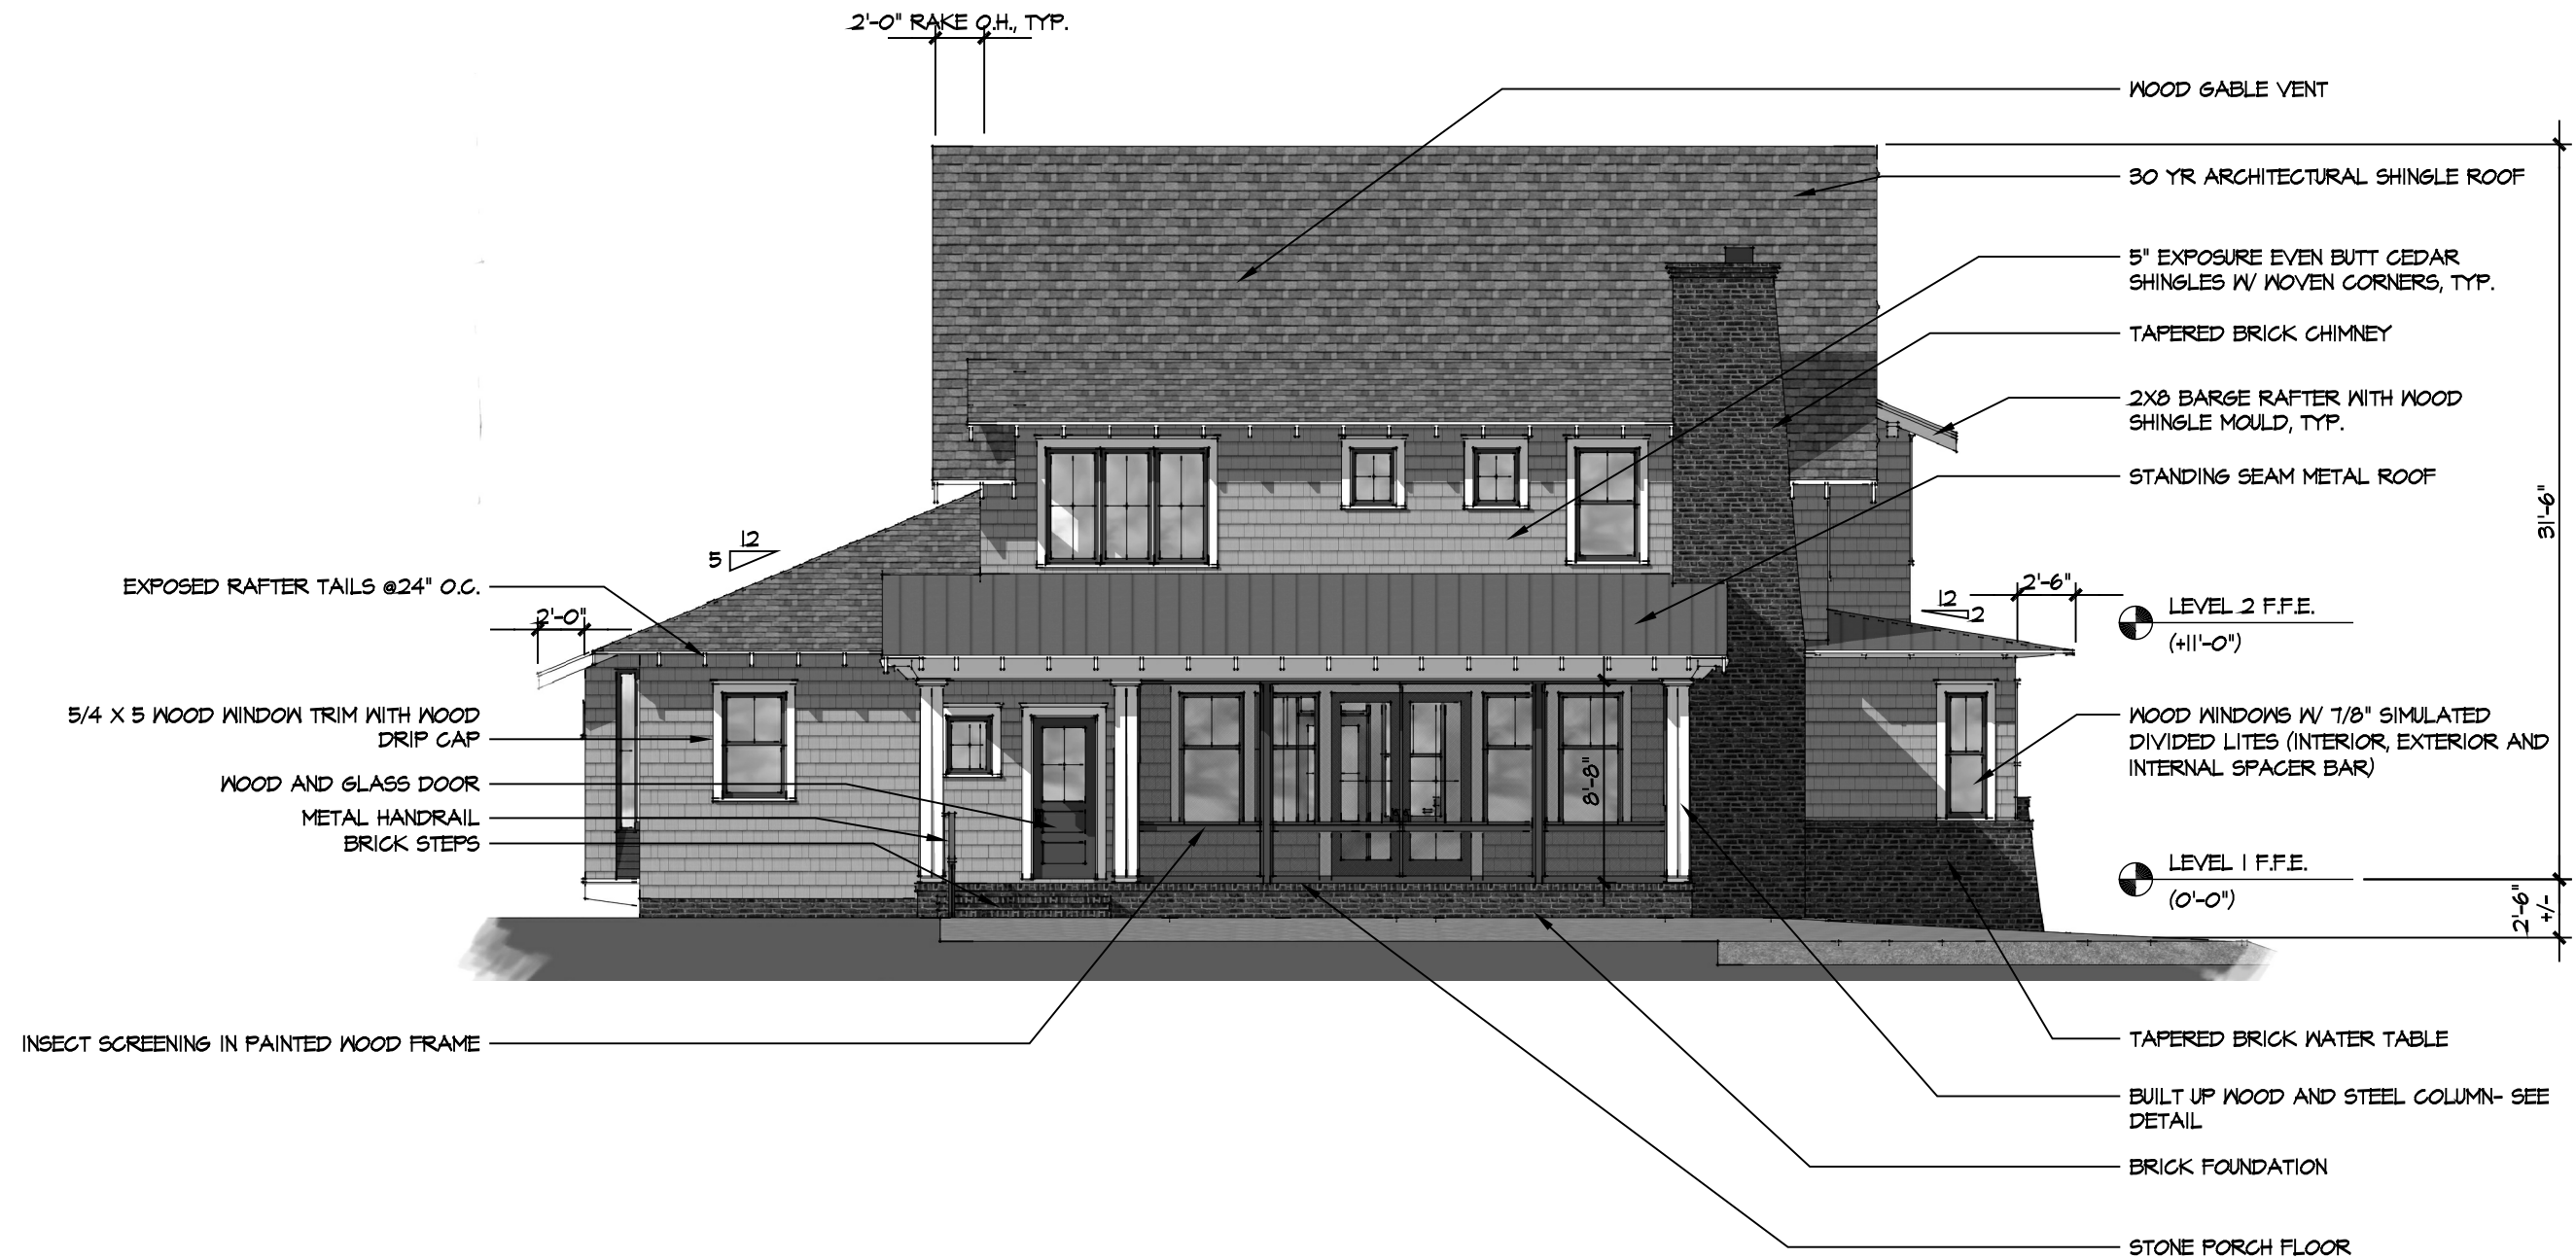 2'-0" RAKE O.H., TYP.
WOOD GABLE VENT
30 YR ARCHITECTURAL SHINGLE ROOF
5" EXPOSURE EVEN BUTT CEDAR
SHINGLES W/ WOVEN CORNERS, TYP.
TAPERED BRICK CHIMNEY
2X8 BARGE RAFTER WITH WOOD
SHINGLE MOULD, TYP.
STANDING SEAM METAL ROOF
31'-6"
12
5
EXPOSED RAFTER TAILS @24" O.C.
2'-0"
12
2
2'-6"
LEVEL 2 F.F.E.
(+11'-0")
5/4 X 5 WOOD WINDOW TRIM WITH WOOD
DRIP CAP
WOOD AND GLASS DOOR
METAL HANDRAIL
BRICK STEPS
8'-8"
WOOD WINDOWS W/ 7/8" SIMULATED
DIVIDED LITES (INTERIOR, EXTERIOR AND
INTERNAL SPACER BAR)
LEVEL 1 F.F.E.
(0'-0")
2'-6"
+/-
INSECT SCREENING IN PAINTED WOOD FRAME
TAPERED BRICK WATER TABLE
BUILT UP WOOD AND STEEL COLUMN- SEE
DETAIL
BRICK FOUNDATION
STONE PORCH FLOOR